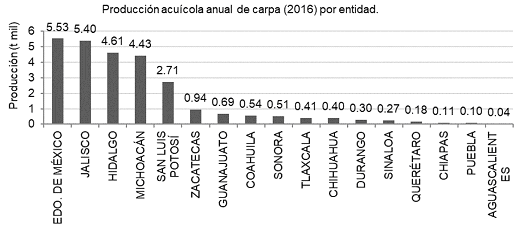 Producción acuícola anual de carpa (2016) por entidad.
Producción (t mil)
6
5
4
3
2
1
0
5.53
5.40
4.61
4.43
2.71
0.94
0.69
0.54
0.51
0.41
0.40
0.30
0.27
0.18
0.11
0.10
0.04
EDO. DE MÉXICO
JALISCO
HIDALGO
MICHOACÁN
SAN LUIS
POTOSÍ
ZACATECAS
GUANAJUATO
COAHUILA
SONORA
TLAXCALA
CHIHUAHUA
DURANGO
SINALOA
QUERÉTARO
CHIAPAS
PUEBLA
AGUASCALIENT
ES